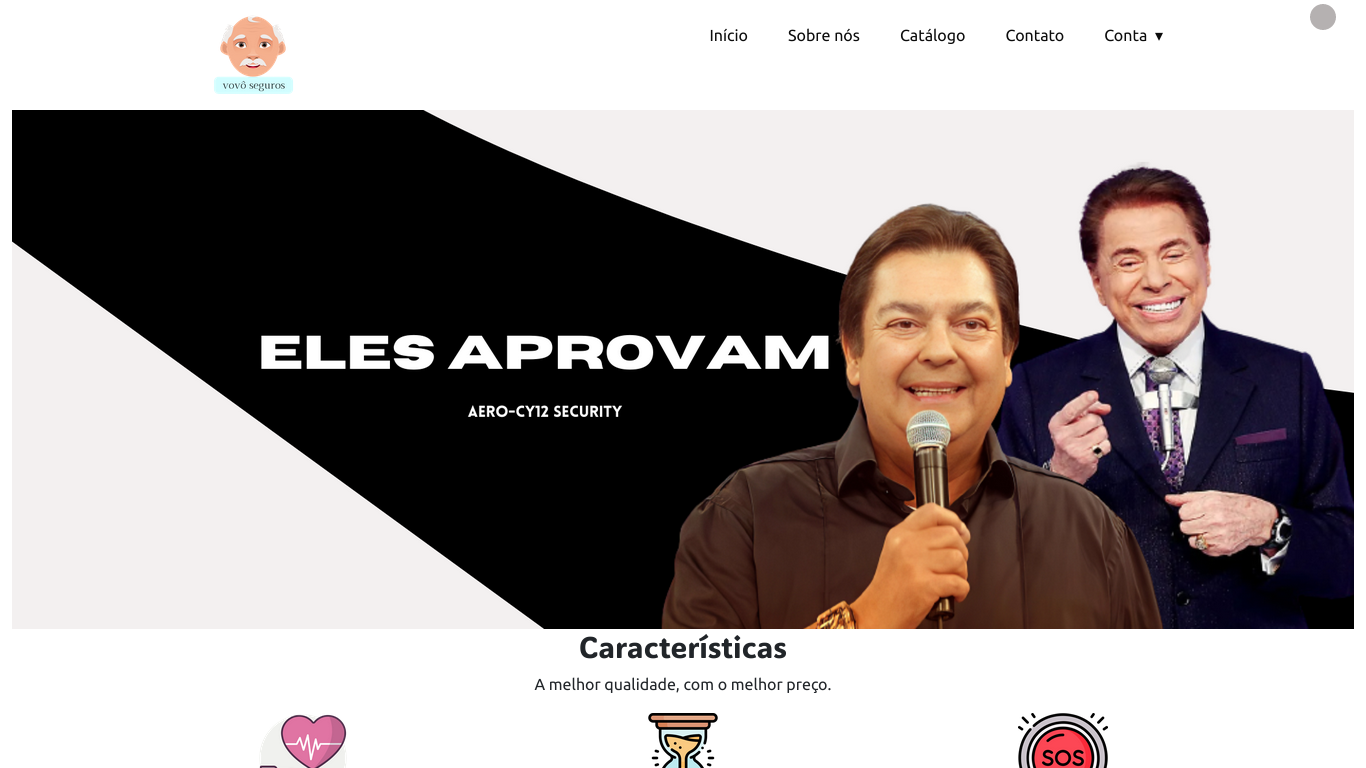 vovô seguros
Início
Sobre nós
Catálogo
Contato
Conta ▼
ELES APROVAM
AERO-CY12 SECURITY
Características
A melhor qualidade, com o melhor preço.
SOS